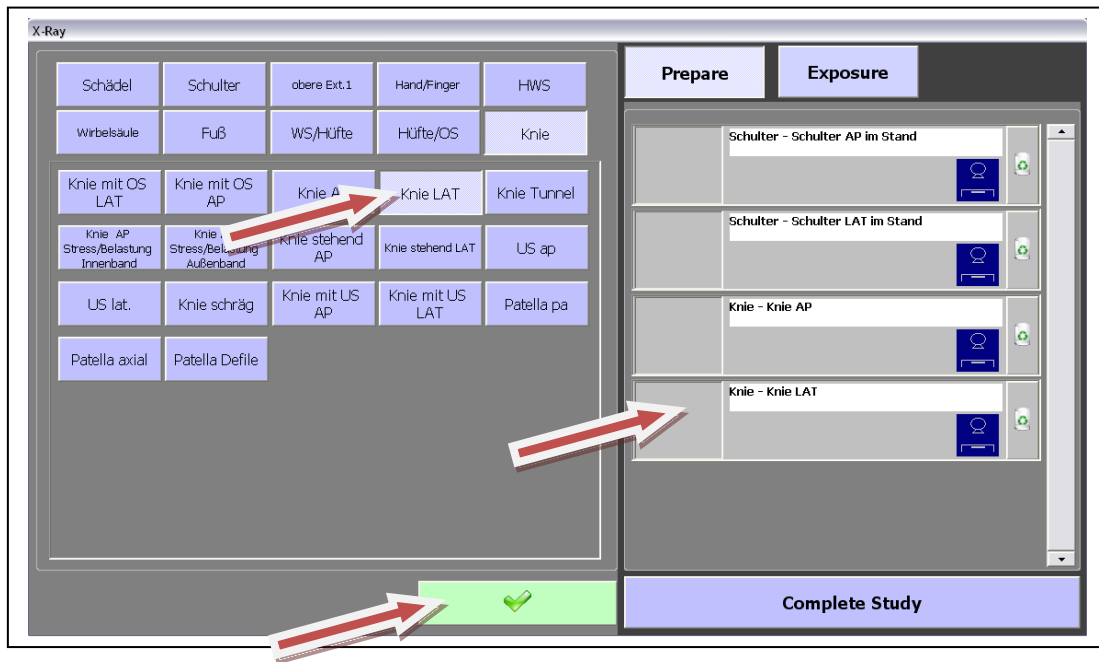 X-Ray
Schädel
Schulter
obere Ext.1
Hand/Finger
HWS
Wirbelsäule
Fuß
WS/Hüfte
Hüfte/OS
Knie
Knie mit OS
LAT
Knie mit OS
AP
Knie A
Knie LAT
Knie Tunnel
Knie AP
Stress/Belastung
Innenband
Knie
Stress/Belastung
Außenband
Knie stehend
AP
Knie stehend LAT
US ap
US lat.
Knie schräg
Knie mit US
AP
Knie mit US
LAT
Patella pa
Patella axial
Patella Defile
Prepare
Exposure
Schulter - Schulter AP im Stand
Schulter - Schulter LAT im Stand
Knie - Knie AP
Knie - Knie LAT
Complete Study